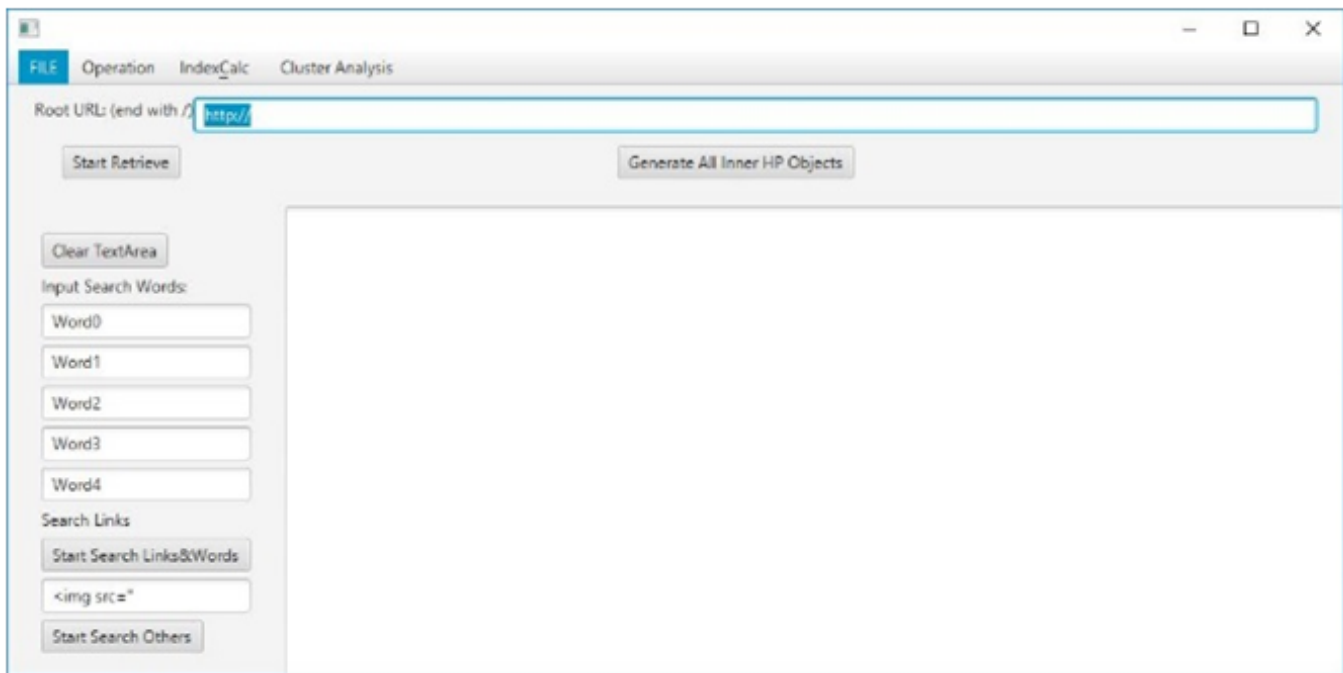 FILE Operation IndexCalc Cluster Analysis
Root URL: (end with /) http://
Start Retrieve Generate All Inner HP Objects
Clear TextArea
Input Search Words:
Word0
Word1
Word2
Word3
Word4
Search Links
Start Search Links&Words
<img src="
Start Search Others